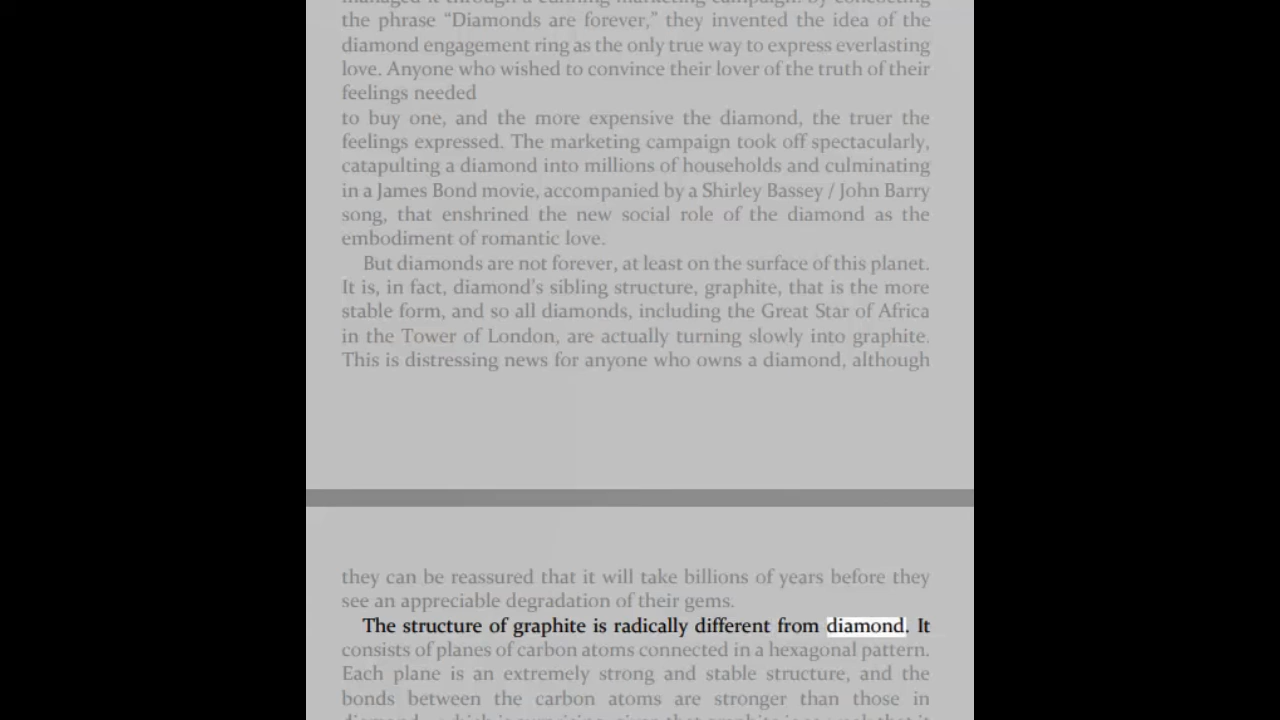 managed it through a cunning marketing campaign: by concocting
the phrase “Diamonds are forever,” they invented the idea of the
diamond engagement ring as the only true way to express everlasting
love. Anyone who wished to convince their lover of the truth of their
feelings needed
to buy one, and the more expensive the diamond, the truer the
feelings expressed. The marketing campaign took off spectacularly,
catapulting a diamond into millions of households and culminating
in a James Bond movie, accompanied by a Shirley Bassey / John Barry
song, that enshrined the new social role of the diamond as the
embodiment of romantic love.
But diamonds are not forever, at least on the surface of this planet.
It is, in fact, diamond’s sibling structure, graphite, that is the more
stable form, and so all diamonds, including the Great Star of Africa
in the Tower of London, are actually turning slowly into graphite.
This is distressing news for anyone who owns a diamond, although
they can be reassured that it will take billions of years before they
see an appreciable degradation of their gems.
The structure of graphite is radically different from diamond. It
consists of planes of carbon atoms connected in a hexagonal pattern.
Each plane is an extremely strong and stable structure, and the
bonds between the carbon atoms are stronger than those in